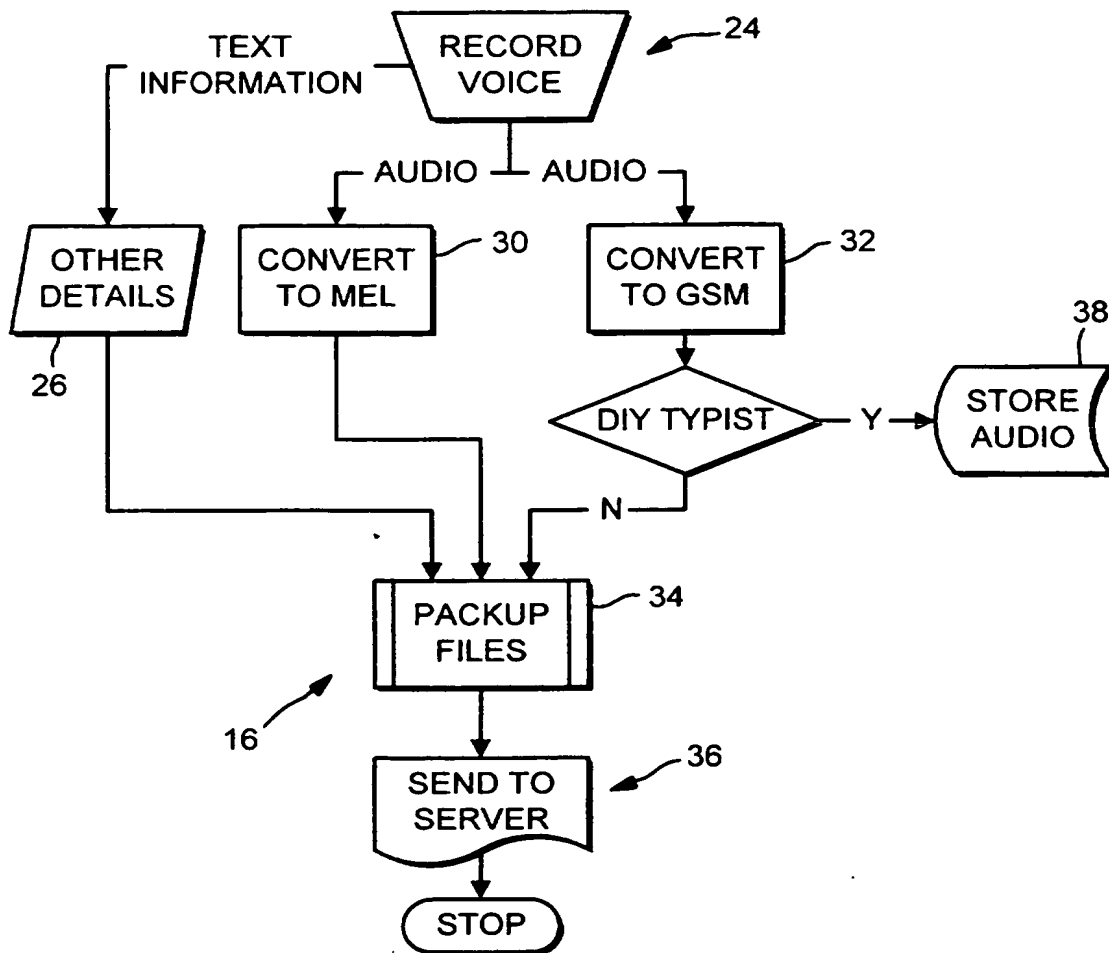 RECORD
VOICE
24
TEXT
INFORMATION
AUDIO
AUDIO
OTHER
DETAILS
26
CONVERT
TO MEL
30
CONVERT
TO GSM
32
DIY TYPIST
Y
STORE
AUDIO
38
N
PACKUP
FILES
34
16
SEND TO
SERVER
36
STOP